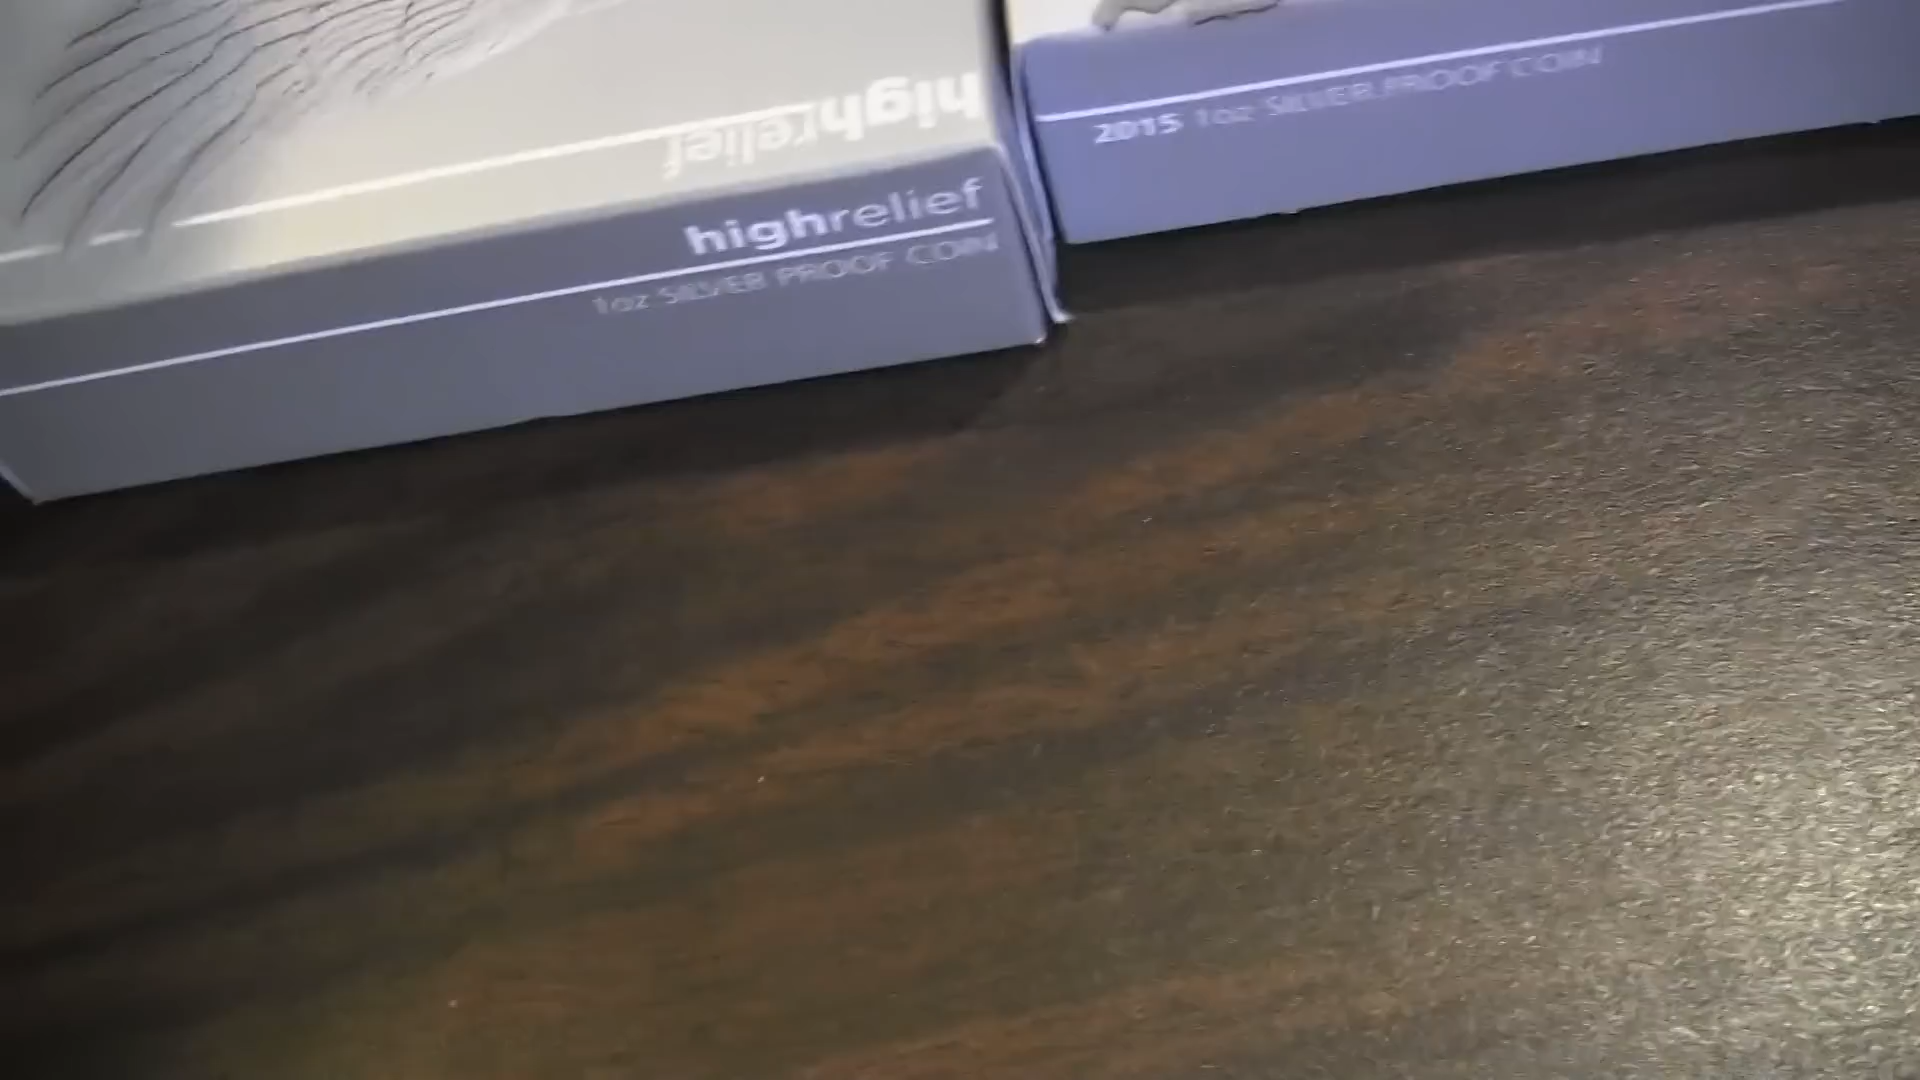 highrelief
highrelief
1oz SILVER PROOF COIN
2015 1oz SILVER PROOF COIN